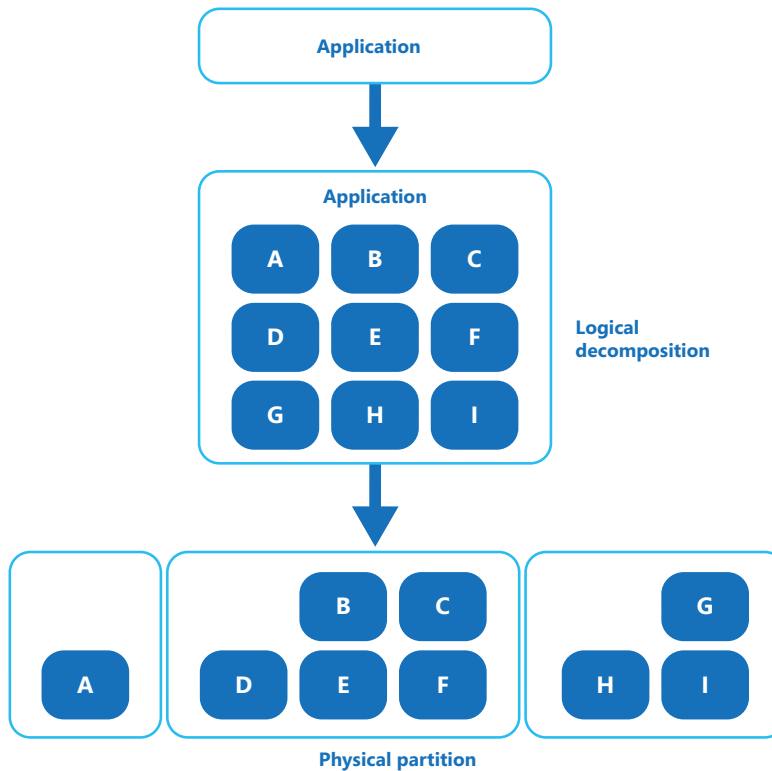 Application
Application
A B C
D E F
Logical
decomposition
G H I
B C
G
A
D E F
H I
Physical partition